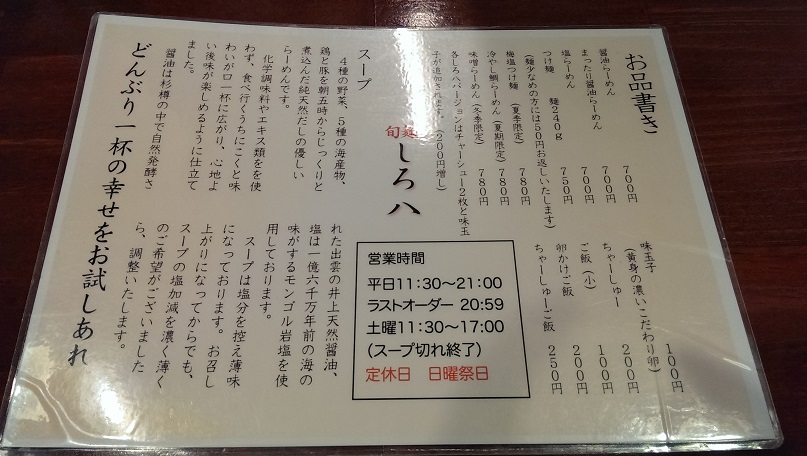 お品書き
醤油らーめん 700円
まったり醤油らーめん 700円
塩らーめん 700円
つけ麺 麺240g 750円
(麺少なめの方には50円お返しいたします)
梅塩つけ麺 (夏季限定) 780円
冷やし鯛らーめん (夏期限定) 780円
味噌らーめん (冬季限定) 780円
各しろ八バージョンはチャーシュー2枚と味玉
子が追加されます。(200円増し)
味玉子 100円
(黄身の濃いこだわり卵)
ちゃーしゅー 200円
ご飯(小) 100円
卵かけご飯 200円
ちゃーしゅーご飯 250円
旬麺
しろ八
営業時間
平日11:30~21:00
ラストオーダー 20:59
土曜11:30~17:00
(スープ切れ終了)
定休日 日曜祭日
スープ
4種の野菜、5種の海産物、
鶏と豚を朝五時からじっくりと
煮込んだ純天然だしの優しい
らーめんです。
化学調味料やエキス類をを使
わず、食べ行くうちにこくと味
わいが口一杯に広がり、心地よ
い後味が楽しめるように仕立て
ました。
醤油は杉樽の中で自然発酵さ
れた出雲の井上天然醤油、
塩は一億六千万年前の海の
味がするモンゴル岩塩を使
用しております。
スープは塩分を控え薄味
になっております。お召し
上がりになってからでも、
スープの塩加減を濃く薄く
のご希望がございました
ら、調整いたします。
どんぶり一杯の幸せをお試しあれ